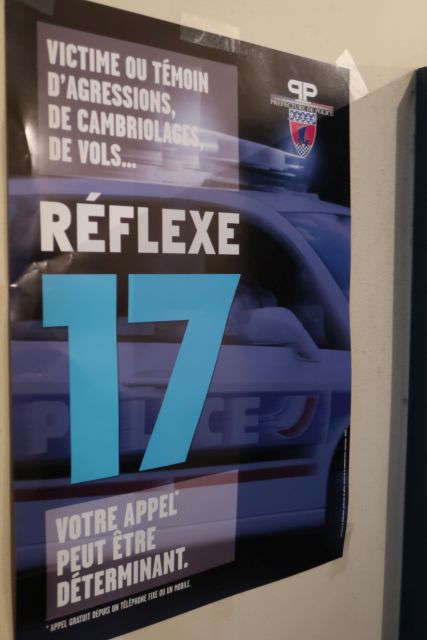 VICTIME OU TÉMOIN
D'AGRESSIONS,
DE CAMBRIOLAGES,
DE VOLS...
PP
PRÉFECTURE DE POLICE
RÉFLEXE
17
POLICE
VOTRE APPEL*
PEUT ÊTRE
DÉTERMINANT.
* APPEL GRATUIT DEPUIS UN TÉLÉPHONE FIXE OU UN MOBILE.